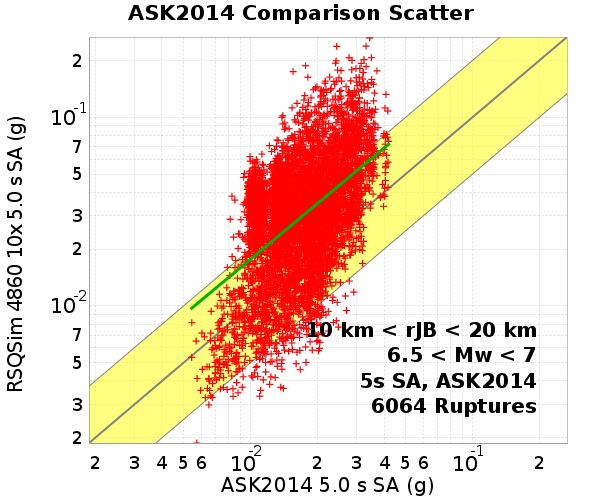 ASK2014 Comparison Scatter
RSQSim 4860 10x 5.0 s SA (g)
2
10-1
7
5
3
2
10-2
7
5
3
2
10 km < rJB < 20 km
6.5 < Mw < 7
5s SA, ASK2014
6064 Ruptures
2 3 4 5 6 10-2 2 3 4 5 6 10-1 2
ASK2014 5.0 s SA (g)